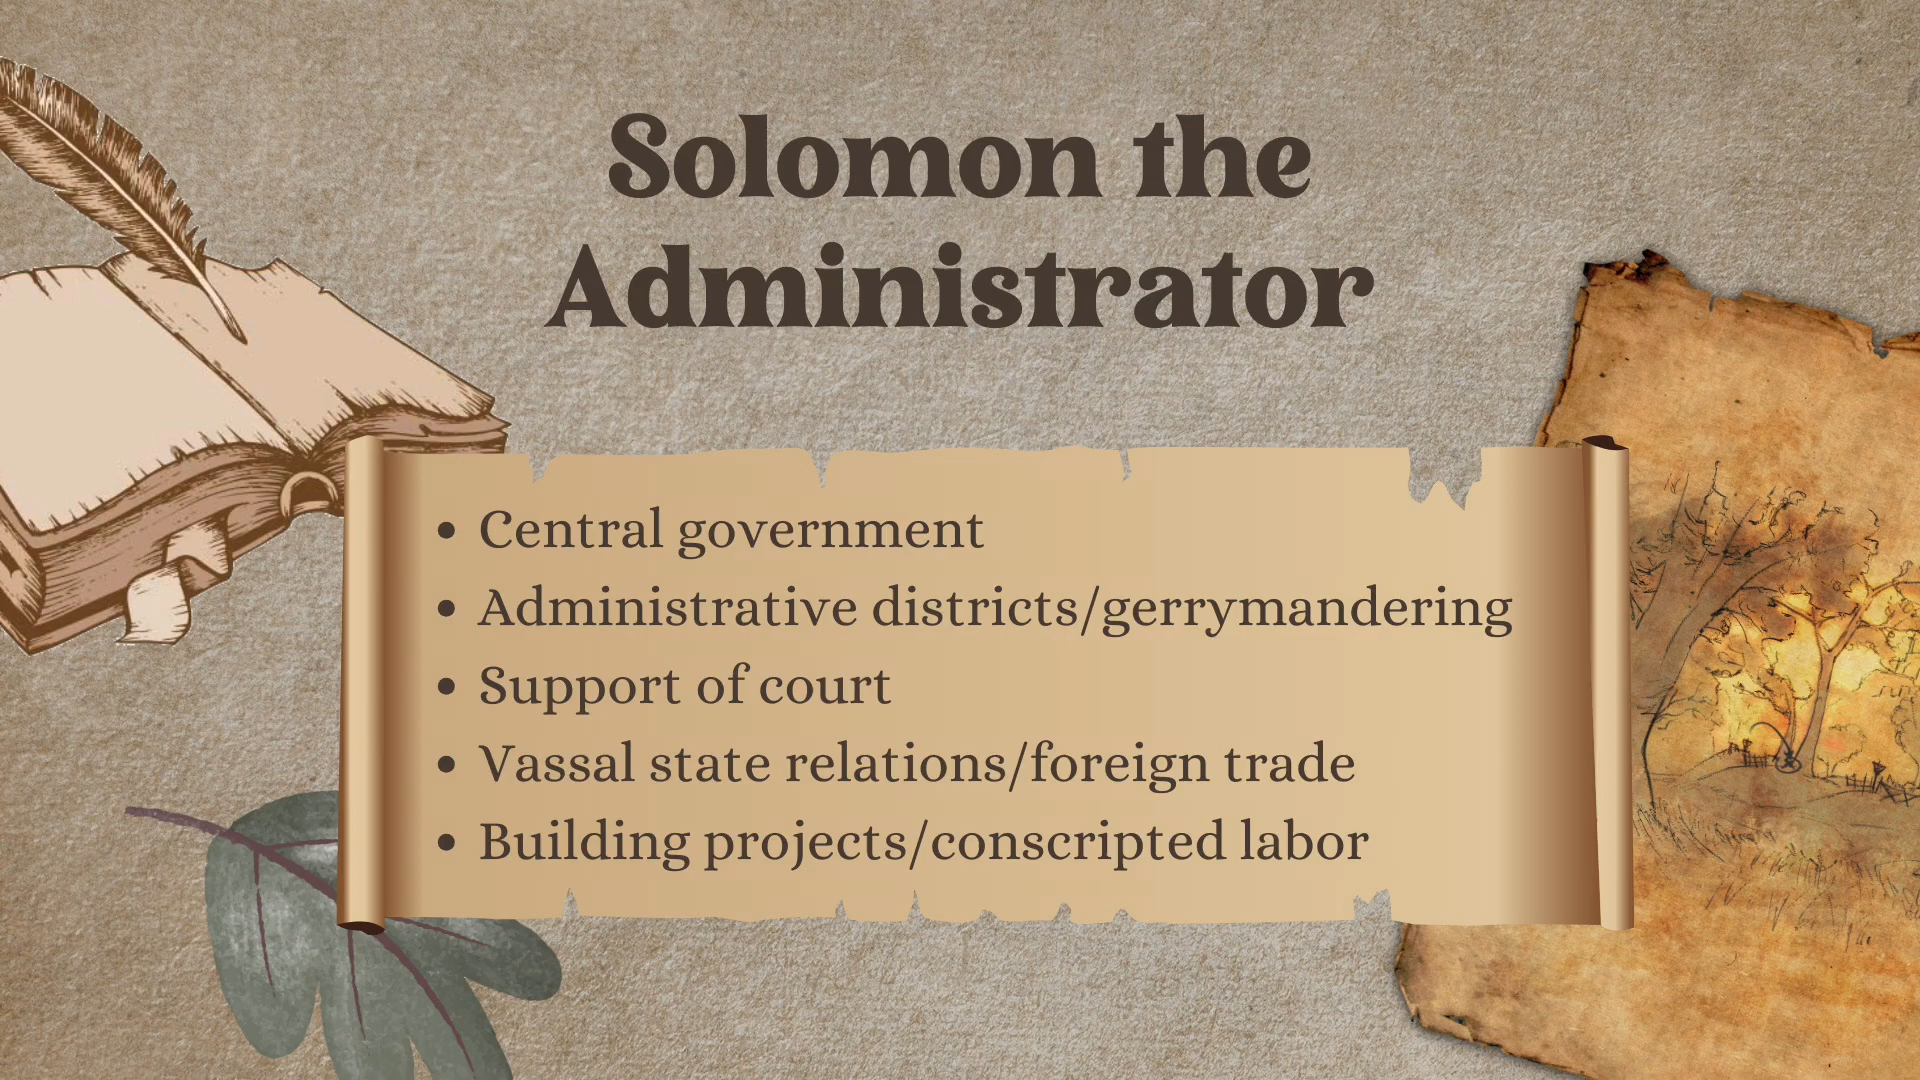 Solomon the
Administrator
• Central government
• Administrative districts/gerrymandering
• Support of court
• Vassal state relations/foreign trade
• Building projects/conscripted labor